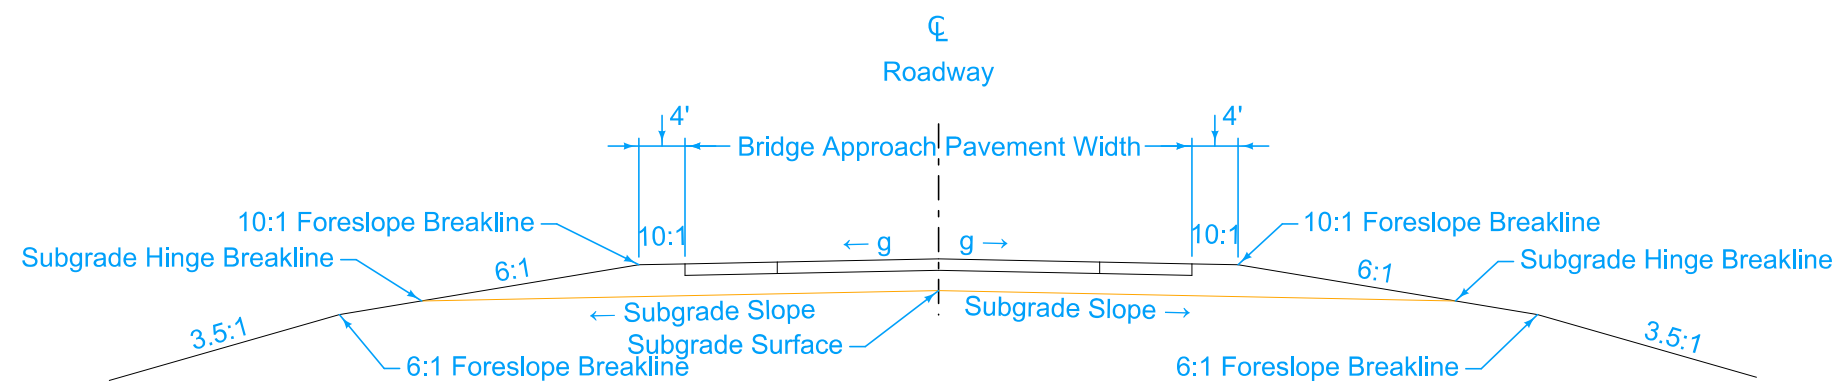 ℄
Roadway
4'
4'
Bridge Approach Pavement Width
10:1 Foreslope Breakline
10:1
← g
g →
10:1
10:1 Foreslope Breakline
Subgrade Hinge Breakline
6:1
6:1
Subgrade Hinge Breakline
← Subgrade Slope
Subgrade Slope →
3.5:1
Subgrade Surface
3.5:1
6:1 Foreslope Breakline
6:1 Foreslope Breakline